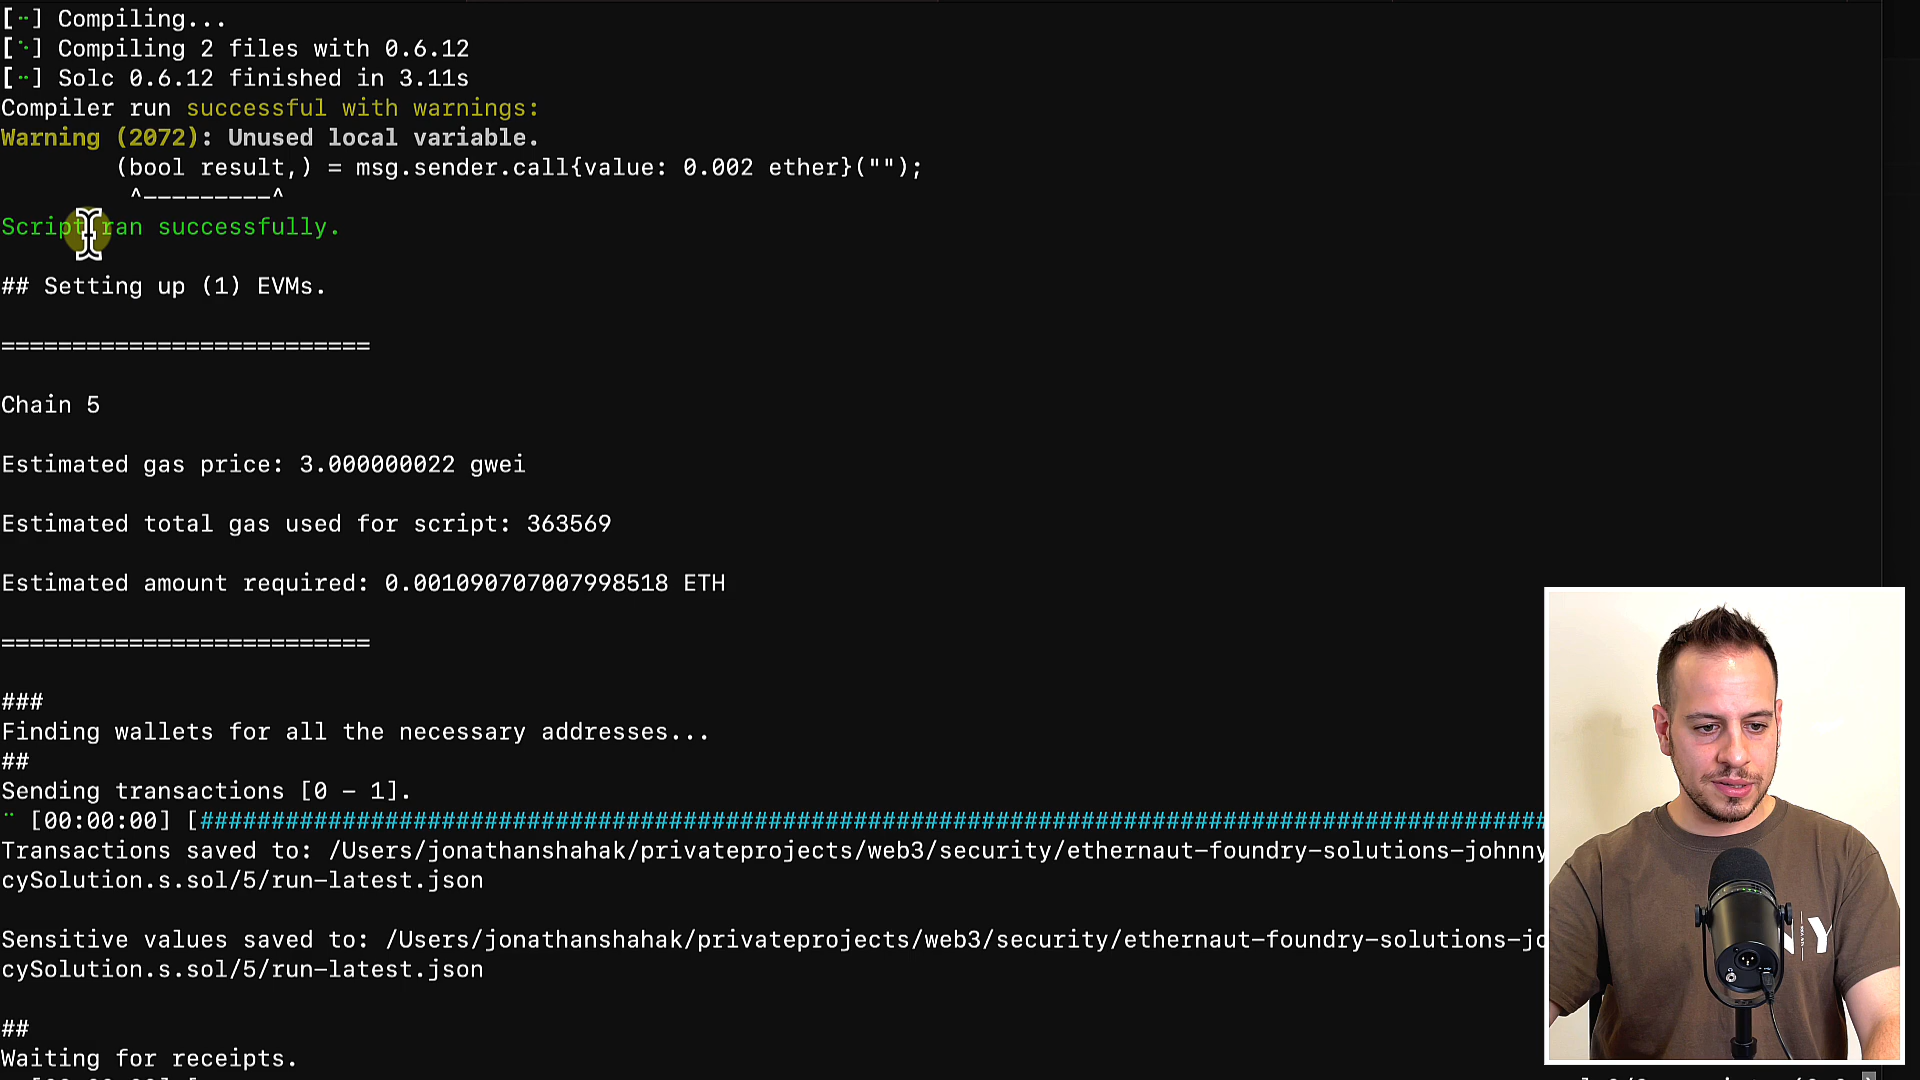 [⠒] Compiling...
[⠑] Compiling 2 files with 0.6.12
[⠒] Solc 0.6.12 finished in 3.11s
Compiler run successful with warnings:
Warning (2072): Unused local variable.
(bool result,) = msg.sender.call{value: 0.002 ether}("");
^---------^
Script ran successfully.
## Setting up (1) EVMs.
==========================
Chain 5
Estimated gas price: 3.000000022 gwei
Estimated total gas used for script: 363569
Estimated amount required: 0.001090707007998518 ETH
==========================
###
Finding wallets for all the necessary addresses...
##
Sending transactions [0 - 1].
[00:00:00] [###############################################################################################
Transactions saved to: /Users/jonathanshahak/privateprojects/web3/security/ethernaut-foundry-solutions-johnny
cySolution.s.sol/5/run-latest.json
Sensitive values saved to: /Users/jonathanshahak/privateprojects/web3/security/ethernaut-foundry-solutions-jo
cySolution.s.sol/5/run-latest.json
##
Waiting for receipts.